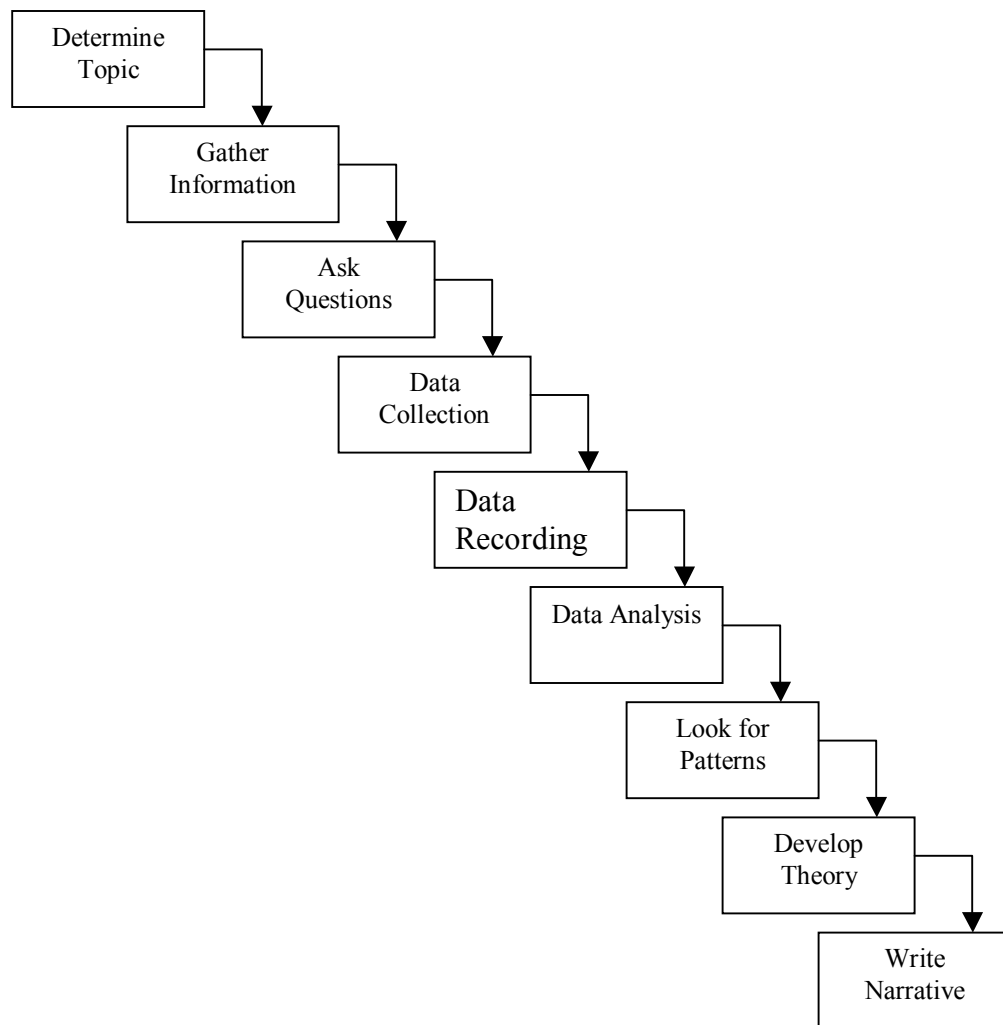 Determine
Topic
Gather
Information
Ask
Questions
Data
Collection
Data
Recording
Data Analysis
Look for
Patterns
Develop
Theory
Write
Narrative